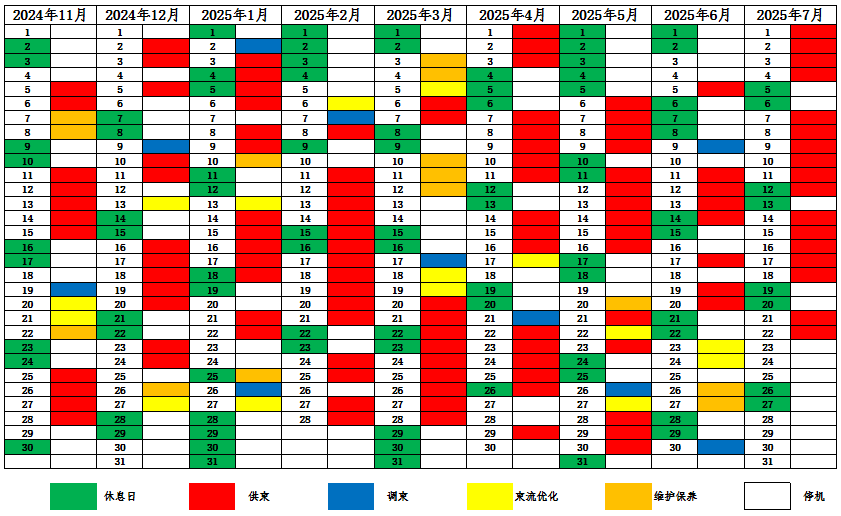 2024年11月 2024年12月 2025年1月 2025年2月 2025年3月 2025年4月 2025年5月 2025年6月 2025年7月
1 1 1 1 1 1 1 1 1
2 2 2 2 2 2 2 2 2
3 3 3 3 3 3 3 3 3
4 4 4 4 4 4 4 4 4
5 5 5 5 5 5 5 5 5
6 6 6 6 6 6 6 6 6
7 7 7 7 7 7 7 7 7
8 8 8 8 8 8 8 8 8
9 9 9 9 9 9 9 9 9
10 10 10 10 10 10 10 10 10
11 11 11 11 11 11 11 11 11
12 12 12 12 12 12 12 12 12
13 13 13 13 13 13 13 13 13
14 14 14 14 14 14 14 14 14
15 15 15 15 15 15 15 15 15
16 16 16 16 16 16 16 16 16
17 17 17 17 17 17 17 17 17
18 18 18 18 18 18 18 18 18
19 19 19 19 19 19 19 19 19
20 20 20 20 20 20 20 20 20
21 21 21 21 21 21 21 21 21
22 22 22 22 22 22 22 22 22
23 23 23 23 23 23 23 23 23
24 24 24 24 24 24 24 24 24
25 25 25 25 25 25 25 25 25
26 26 26 26 26 26 26 26 26
27 27 27 27 27 27 27 27 27
28 28 28 28 28 28 28 28 28
29 29 29 29 29 29 29 29
30 30 30 30 30 30 30 30
31 31 31 31 31
休息日 供束 调束 束流优化 维护保养 停机